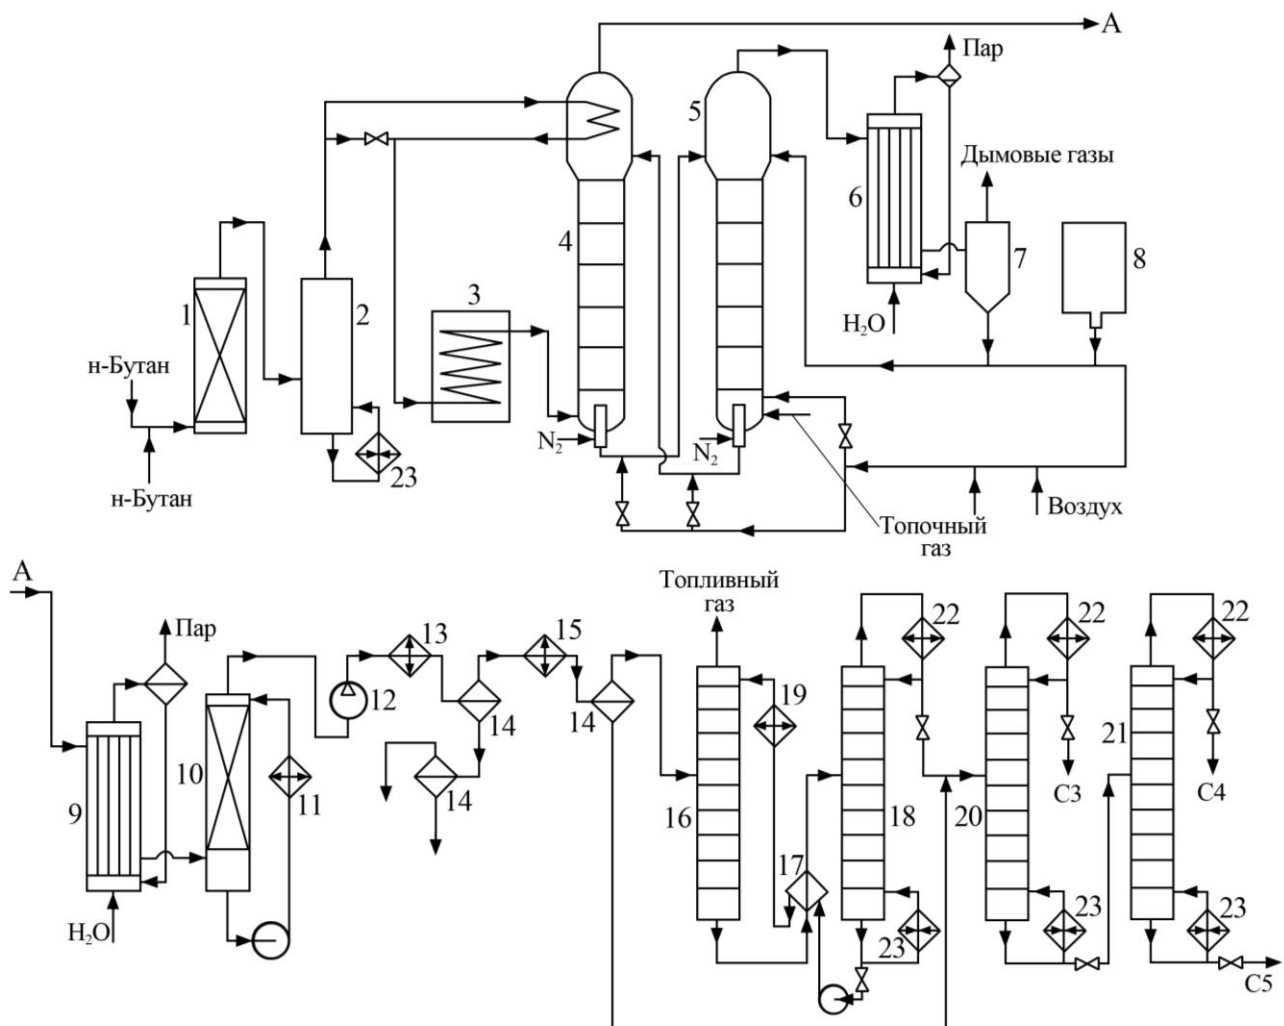 А
Пар
5
Дымовые газы
6
4
7
8
1
2
3
H₂O
н-Бутан
N₂
N₂
23
н-Бутан
Воздух
Топочный
газ
А
Топливный
газ
Пар
13
15
22
22
22
12
14
14
19
10
14
11
9
16
18
20
21
C3
C4
17
H₂O
23
23
23
C5